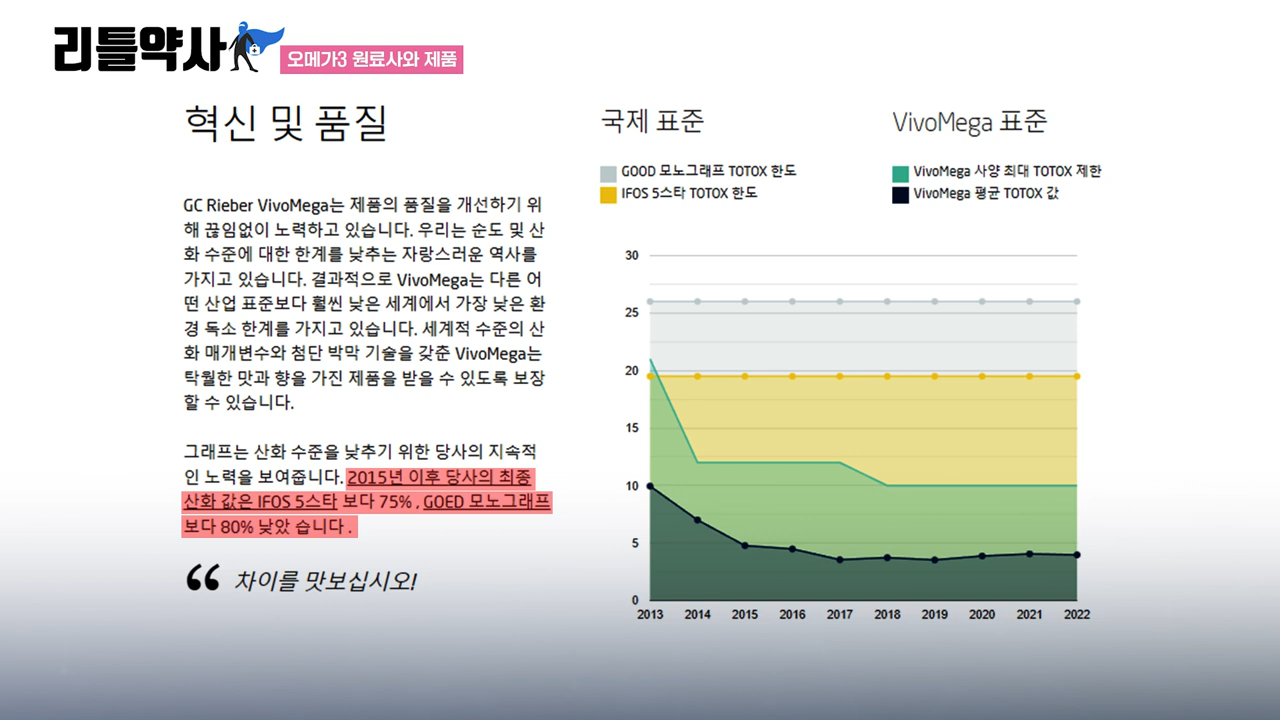 리틀약사
오메가3 원료사와 제품
혁신 및 품질
GC Rieber VivoMega는 제품의 품질을 개선하기 위
해 끊임없이 노력하고 있습니다. 우리는 순도 및 산
화 수준에 대한 한계를 낮추는 자랑스러운 역사를
가지고 있습니다. 결과적으로 VivoMega는 다른 어
떤 산업 표준보다 훨씬 낮은 세계에서 가장 낮은 환
경 독소 한계를 가지고 있습니다. 세계적 수준의 산
화 매개변수와 첨단 박막 기술을 갖춘 VivoMega는
탁월한 맛과 향을 가진 제품을 받을 수 있도록 보장
할 수 있습니다.
그래프는 산화 수준을 낮추기 위한 당사의 지속적
인 노력을 보여줍니다. 2015년 이후 당사의 최종
산화 값은 IFOS 5스타 보다 75% , GOED 모노그래프
보다 80% 낮았 습니다 .
“ 차이를 맛보십시오!
국제 표준
GOOD 모노그래프 TOTOX 한도
IFOS 5스타 TOTOX 한도
VivoMega 표준
VivoMega 사양 최대 TOTOX 제한
VivoMega 평균 TOTOX 값
30
25
20
15
10
5
0
2013 2014 2015 2016 2017 2018 2019 2020 2021 2022